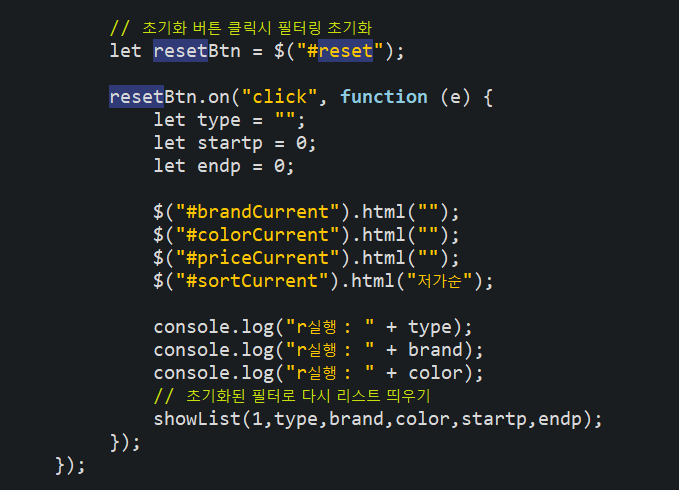 // 초기화 버튼 클릭시 필터링 초기화
let resetBtn = $("#reset");
resetBtn.on("click", function (e) {
let type = "";
let startp = 0;
let endp = 0;
$("#brandCurrent").html("");
$("#colorCurrent").html("");
$("#priceCurrent").html("");
$("#sortCurrent").html("저가순");
console.log("r실행 : " + type);
console.log("r실행 : " + brand);
console.log("r실행 : " + color);
// 초기화된 필터로 다시 리스트 띄우기
showList(1,type,brand,color,startp,endp);
});
});